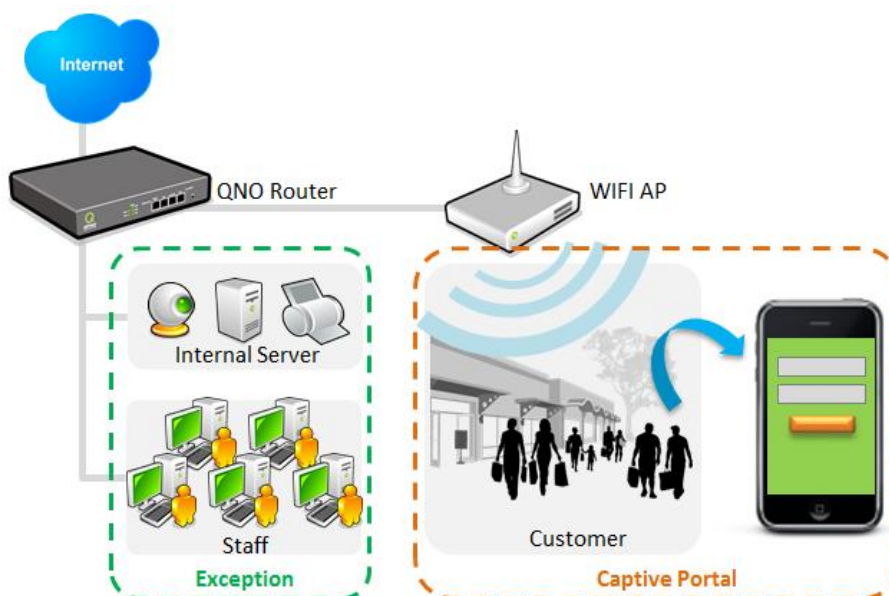 Internet
QNO Router
WIFI AP
Internal Server
Staff
Exception
Customer
Captive Portal